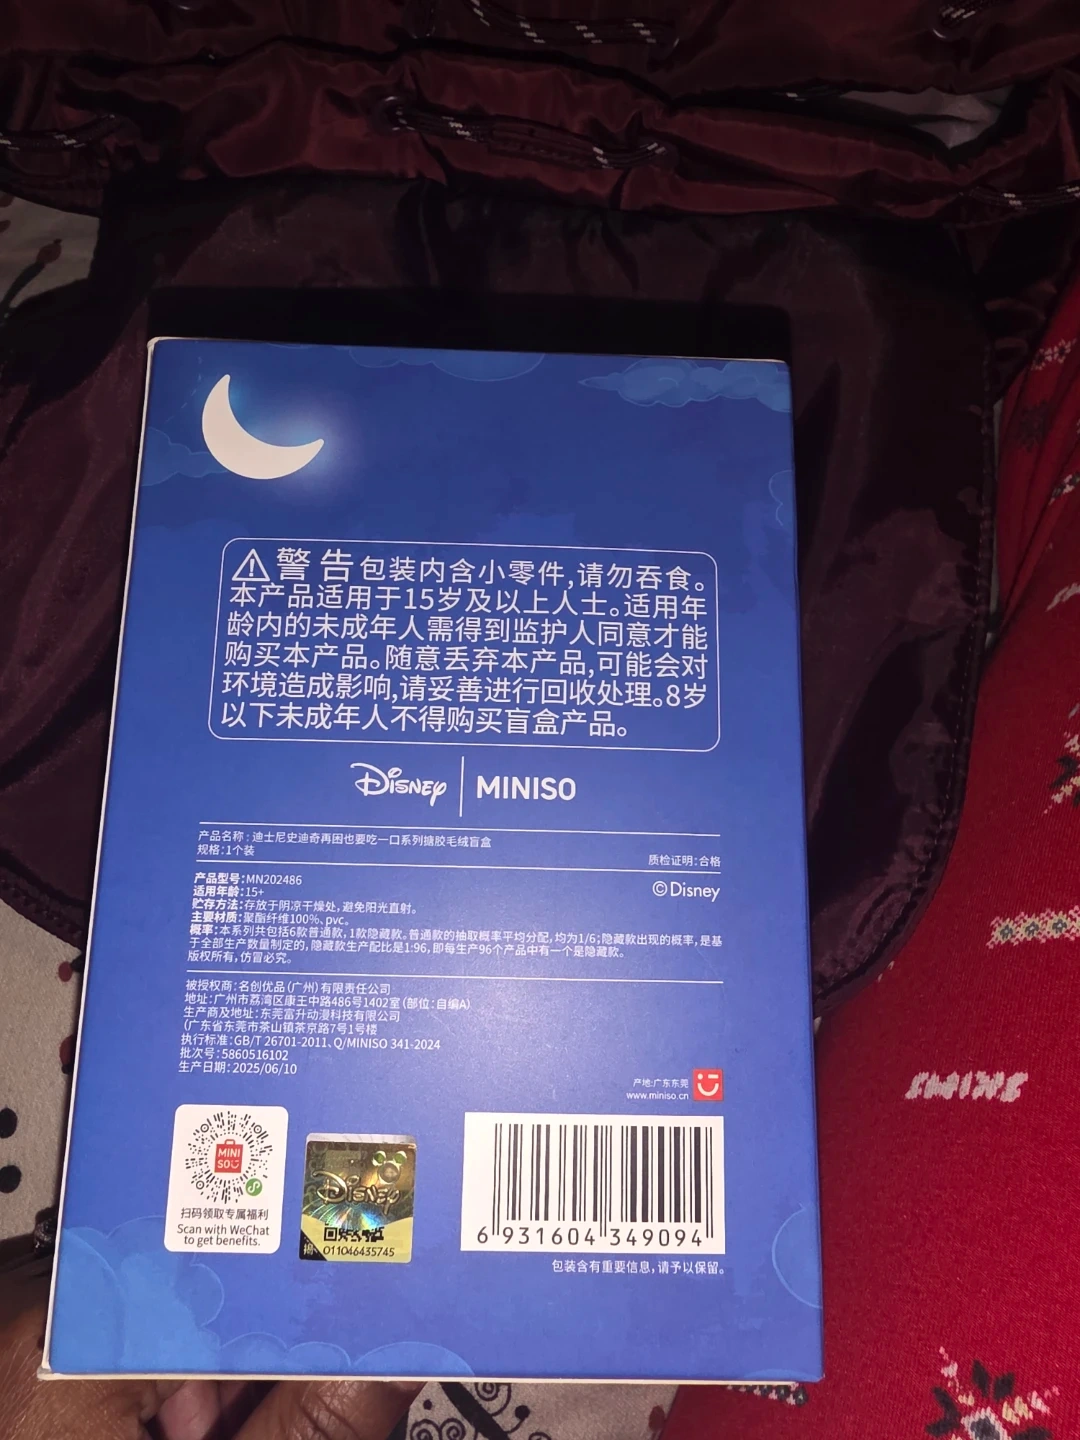 警告包装内含小零件,请勿吞食。
本产品适用于15岁及以上人士。适用年
龄内的未成年人需得到监护人同意才能
购买本产品。随意丢弃本产品,可能会对
环境造成影响,请妥善进行回收处理。8岁
以下未成年人不得购买盲盒产品。
Disney | MINISO
产品名称:迪士尼史迪奇再困也要吃一口系列搪胶毛绒盲盒
规格:1个装
质检证明:合格
产品型号:MN202486
©Disney
适用年龄:15+
贮存方法:存放于阴凉干燥处,避免阳光直射。
主要材质:聚酯纤维100%、pvc。
概率:本系列共包括6款普通款,1款隐藏款。普通款的抽取概率平均分配,均为1/6;隐藏款出现的概率,是基
于全部生产数量制定的,隐藏款生产配比是1:96,即每生产96个产品中有一个是隐藏款。
版权所有,仿冒必究。
被授权商:名创优品(广州)有限责任公司
地址:广州市荔湾区康王中路486号1402室(部位:自编A)
生产商及地址:东莞富升动漫科技有限公司
(广东省东莞市茶山镇茶京路7号1号楼
执行标准:GB/T 26701-2011、Q/MINISO 341-2024
批次号:5860516102
生产日期:2025/06/10
产地:广东东莞
www.miniso.cn
MINI
SO
扫码领取专属福利
Scan with WeChat
to get benefits.
Disney
揭
011046435745
6 931604 349094
包装含有重要信息,请予以保留。